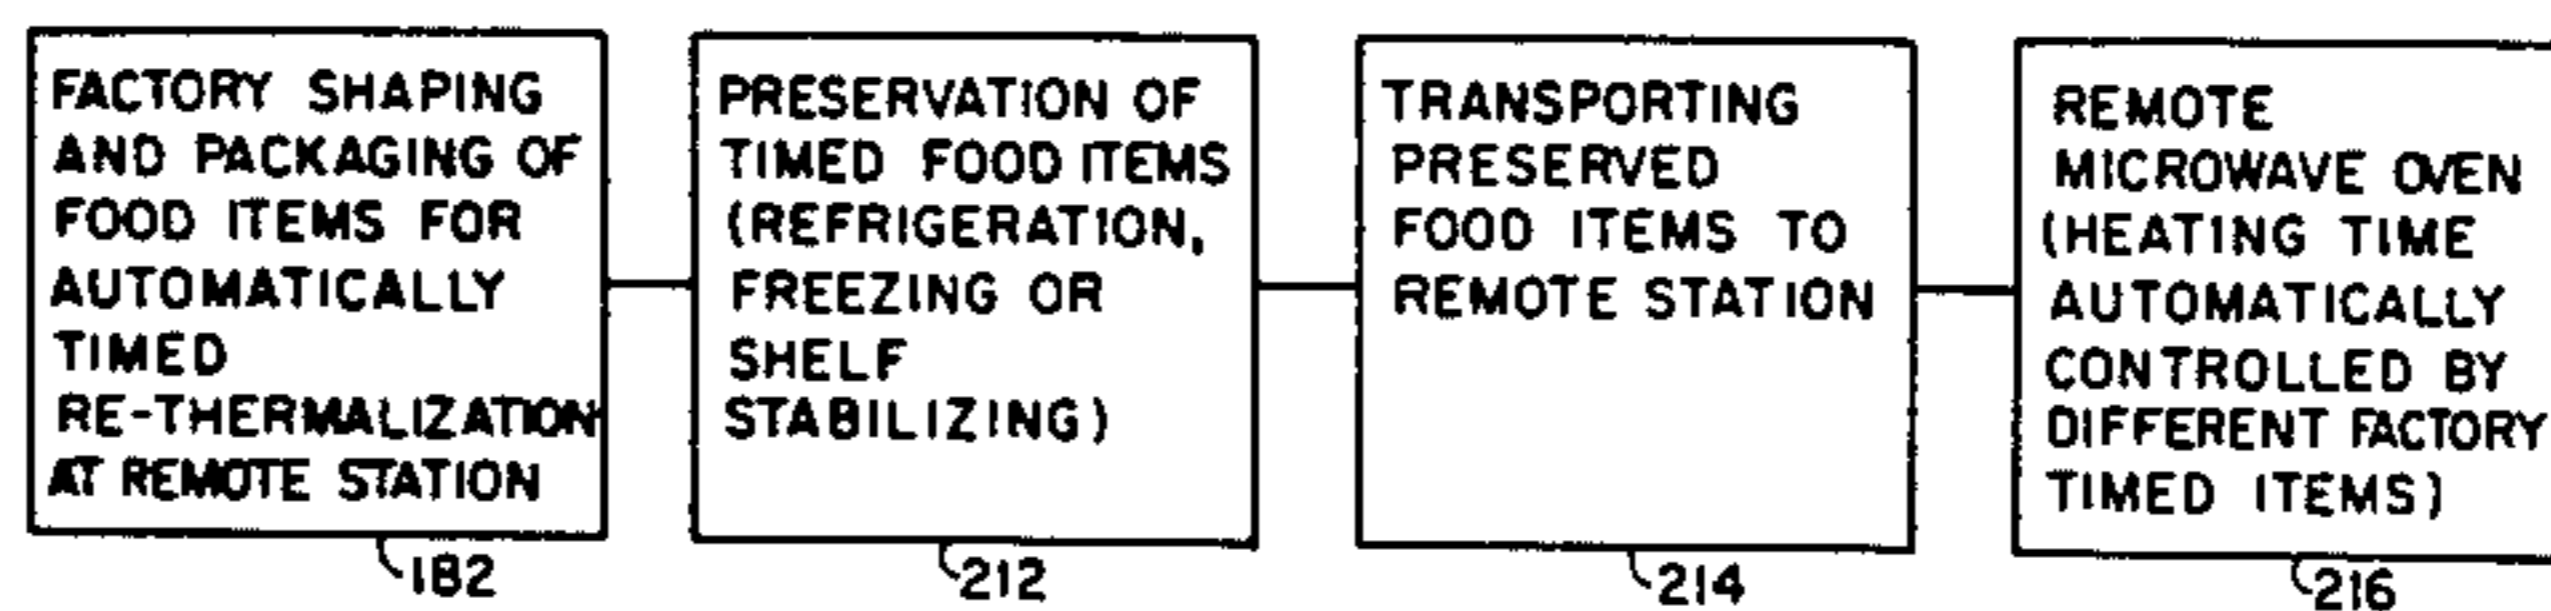 FACTORY SHAPING
AND PACKAGING OF
FOOD ITEMS FOR
AUTOMATICALLY
TIMED
RE-THERMALIZATION
AT REMOTE STATION
182
PRESERVATION OF
TIMED FOOD ITEMS
(REFRIGERATION,
FREEZING OR
SHELF
STABILIZING)
212
TRANSPORTING
PRESERVED
FOOD ITEMS TO
REMOTE STATION
214
REMOTE
MICROWAVE OVEN
(HEATING TIME
AUTOMATICALLY
CONTROLLED BY
DIFFERENT FACTORY
TIMED ITEMS)
216